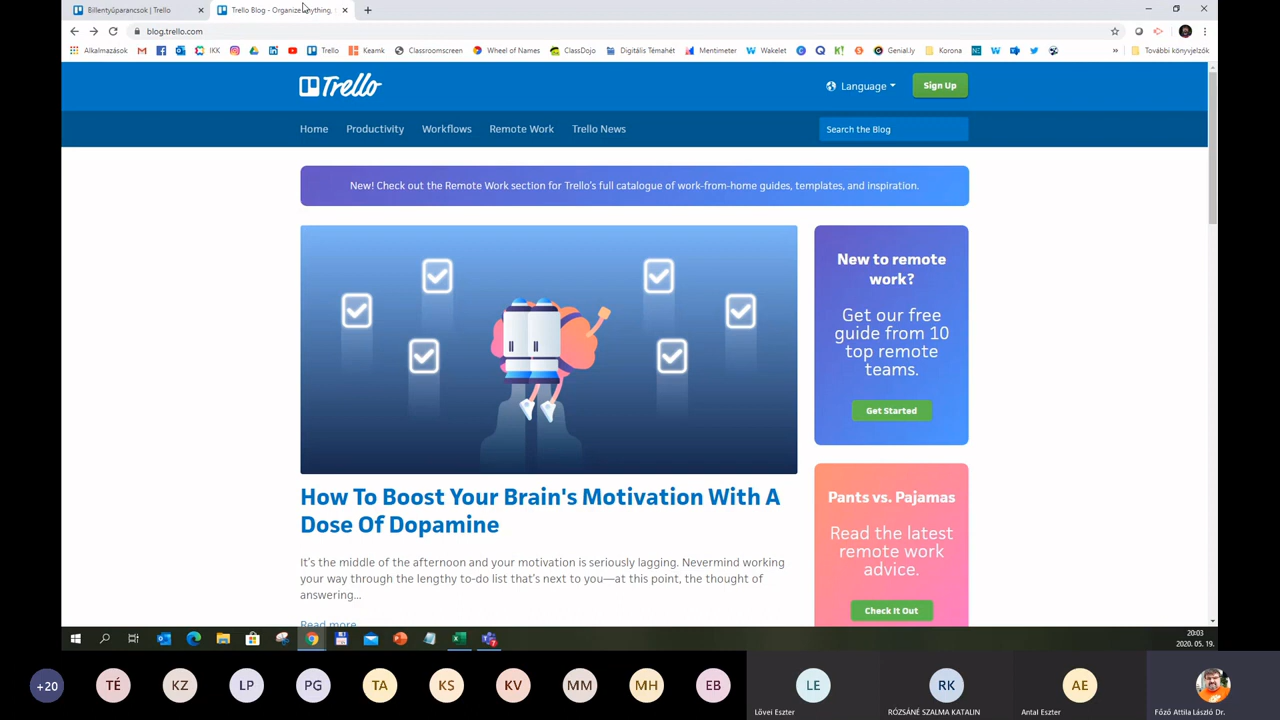 Billentyűparancsok | Trello
Trello Blog - Organize Anything,
blog.trello.com
Alkalmazások
IKK
Trello
Keamk
Classroomscreen
Wheel of Names
ClassDojo
Digitális Témahét
Mentimeter
Wakelet
Genial.ly
Korona
»
További könyvjelzők
Trello
Language
Sign Up
Home
Productivity
Workflows
Remote Work
Trello News
Search the Blog
New! Check out the Remote Work section for Trello's full catalogue of work-from-home guides, templates, and inspiration.
New to remote
work?
Get our free
guide from 10
top remote
teams.
Get Started
How To Boost Your Brain's Motivation With A
Dose Of Dopamine
It's the middle of the afternoon and your motivation is seriously lagging. Nevermind working
your way through the lengthy to-do list that's next to you—at this point, the thought of
answering...
Read more
Pants vs. Pajamas
Read the latest
remote work
advice.
Check It Out
20:03
2020. 05. 19.
+20
TÉ
KZ
LP
PG
TA
KS
KV
MM
MH
EB
LE
RK
AE
Lövei Eszter
RÓZSÁNÉ SZALMA KATALIN
Antal Eszter
Főző Attila László Dr.